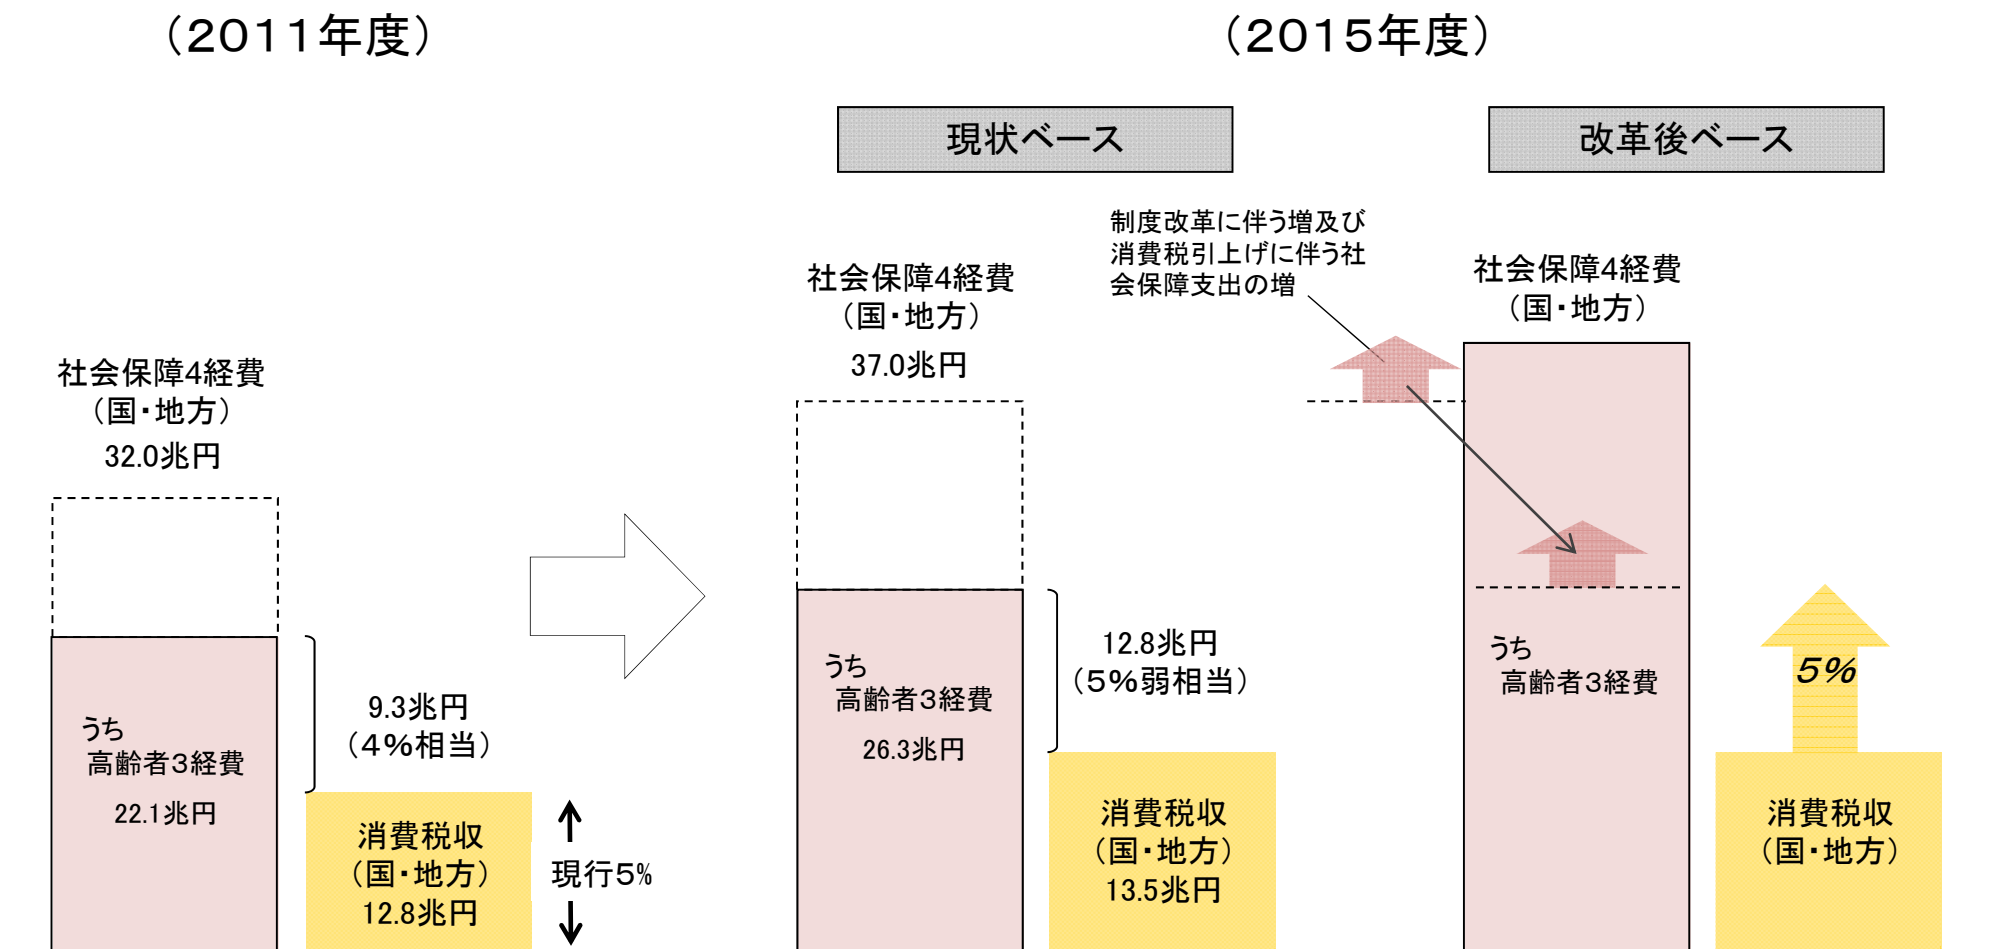 （２０１１年度）
（２０１５年度）
現状ベース
改革後ベース
制度改革に伴う増及び
消費税引上げに伴う社
会保障支出の増
社会保障4経費
（国・地方）
32.0兆円
うち
高齢者３経費
22.1兆円
9.3兆円
（４％相当）
消費税収
（国・地方）
12.8兆円
現行５%
社会保障4経費
（国・地方）
37.0兆円
うち
高齢者３経費
26.3兆円
12.8兆円
（５％弱相当）
消費税収
（国・地方）
13.5兆円
社会保障4経費
（国・地方）
うち
高齢者３経費
5%
消費税収
（国・地方）